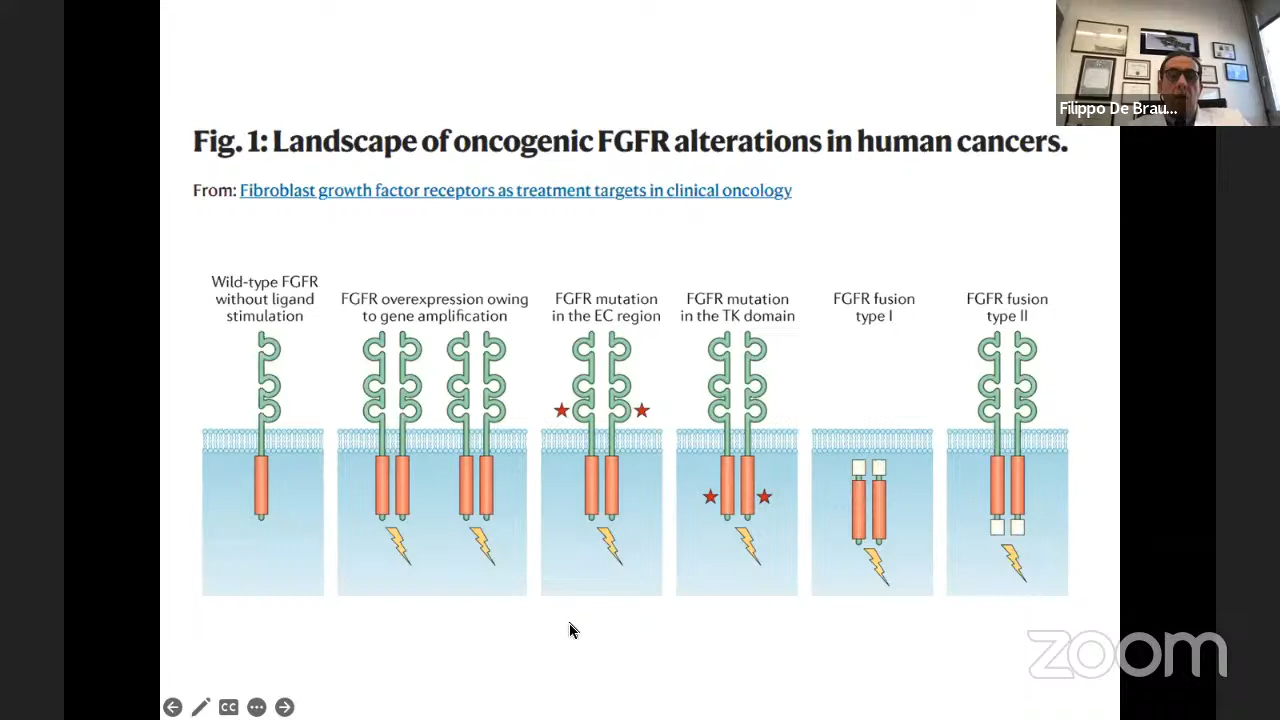 Filippo De Brau...
Fig. 1: Landscape of oncogenic FGFR alterations in human cancers.
From: Fibroblast growth factor receptors as treatment targets in clinical oncology
Wild-type FGFR
without ligand
stimulation
FGFR overexpression owing
to gene amplification
FGFR mutation
in the EC region
FGFR mutation
in the TK domain
FGFR fusion
type I
FGFR fusion
type II
zoom
CC